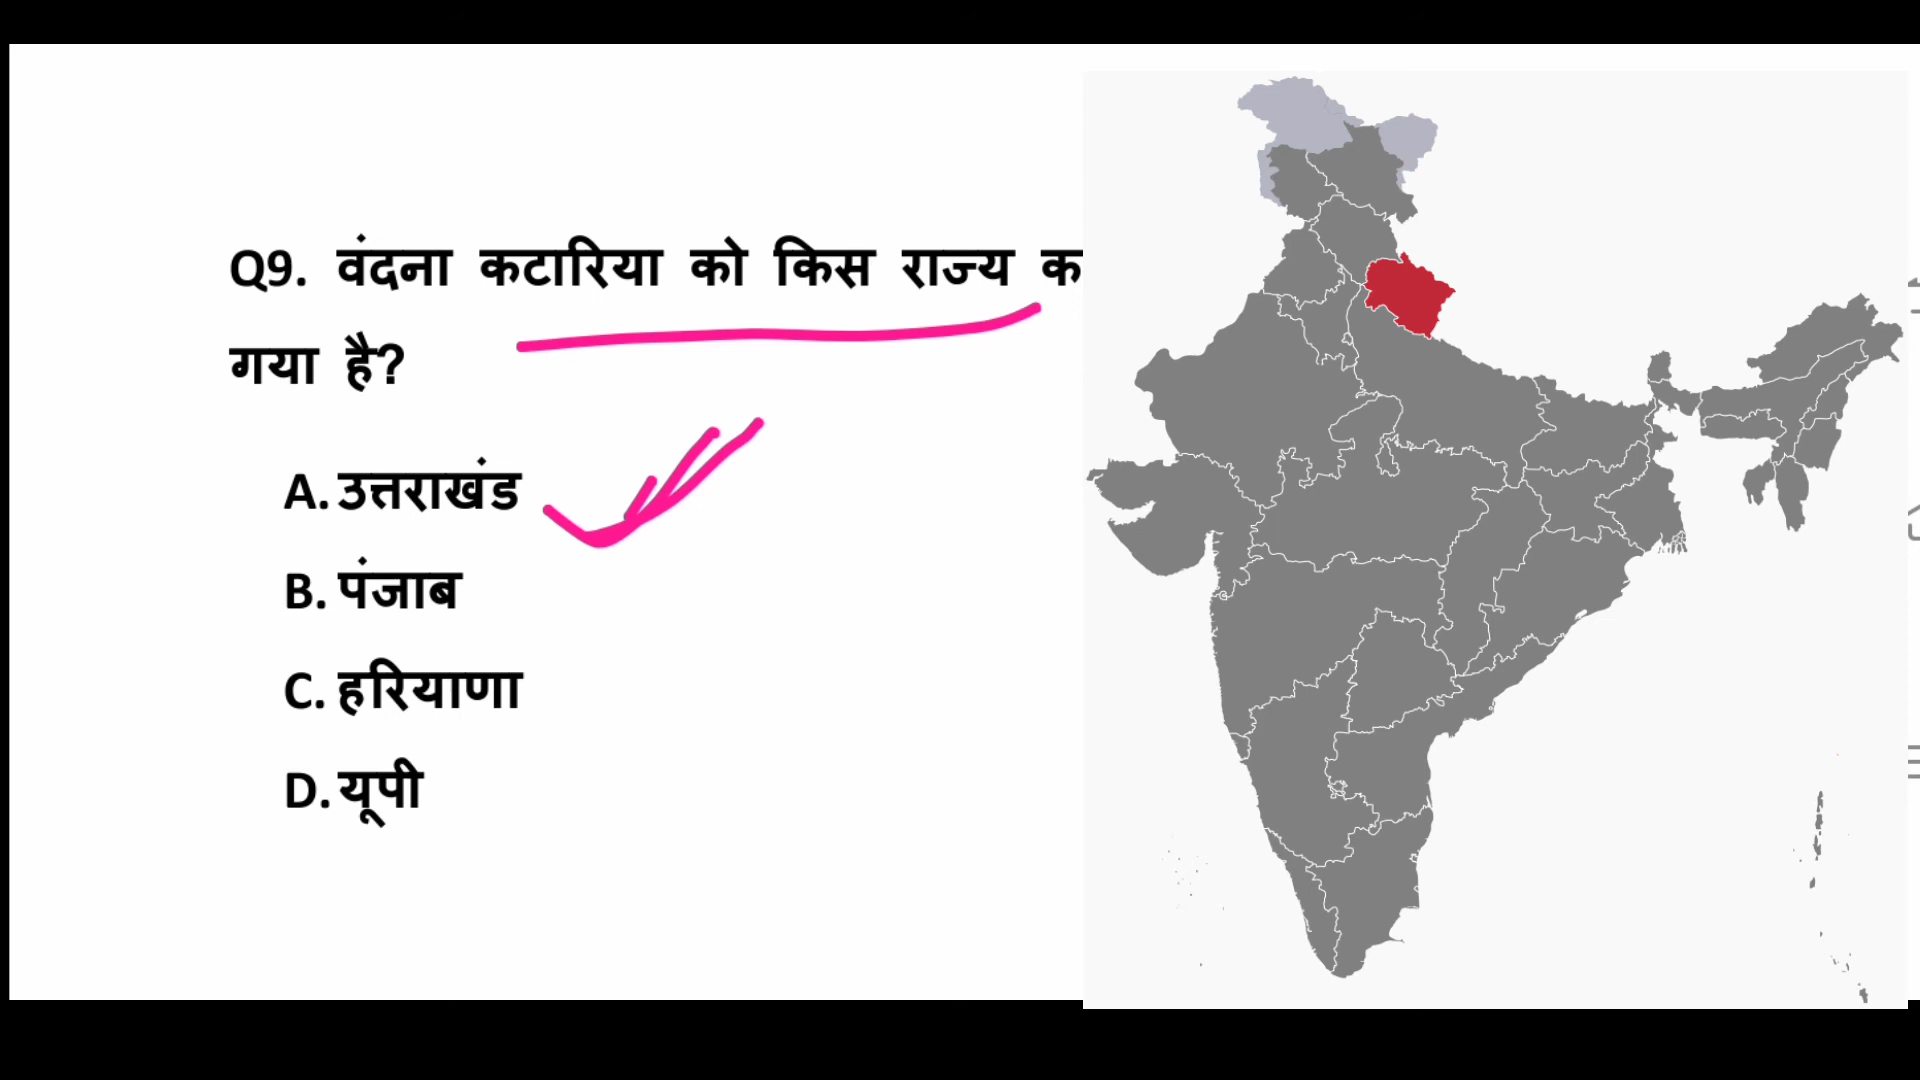 Q9. वंदना कटारिया को किस राज्य
गया है?
A. उत्तराखंड
B. पंजाब
C. हरियाणा
D. यूपी